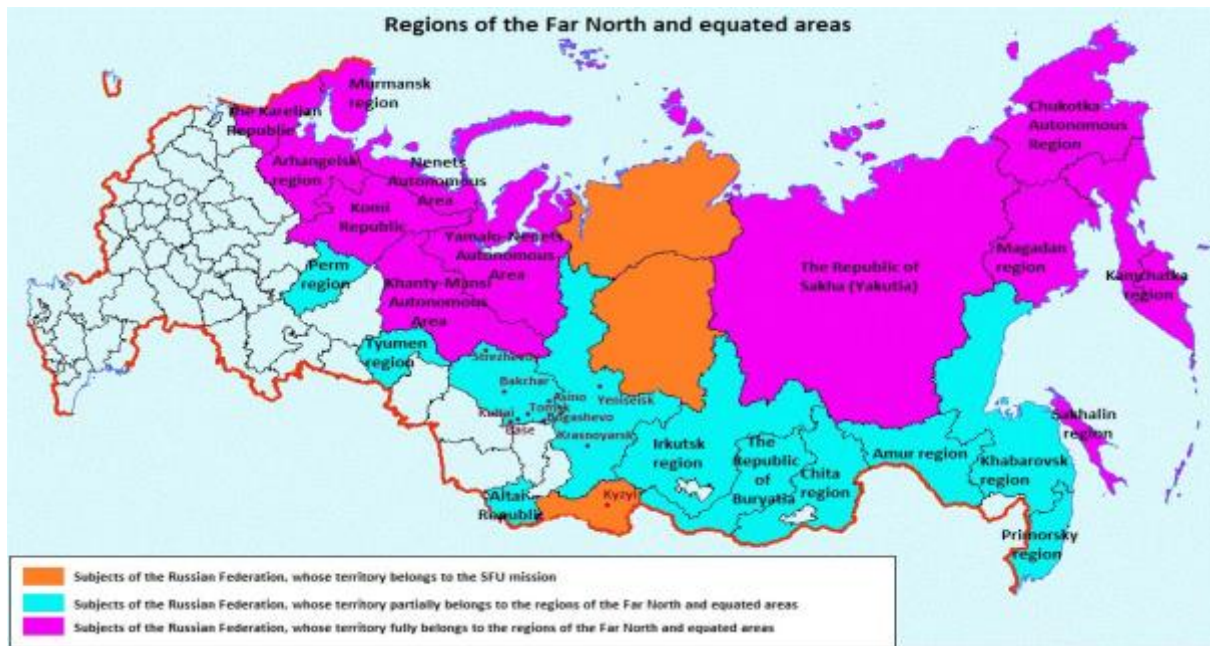 Regions of the Far North and equated areas
Murmansk
region
The Karelian
Republic
Arhangelsk
region
Nenets
Autonomous
Area
Komi
Republic
Yamalo-Nenets
Autonomous
Area
Khanty-Mansi
Autonomous
Area
Perm
region
Tyumen
region
Chukotka
Autonomous
Region
Magadan
region
Kamchatka
region
The Republic of
Sakha (Yakutia)
Strezhevoy
Bakchar
Asino
Tomsk
Bogashevo
Base
Yeniseisk
Krasnoyarsk
Altai
Republic
Kyzyl
Irkutsk
region
The
Republic
of
Buryatia
Chita
region
Amur region
Khabarovsk
region
Sakhalin
region
Primorsky
region
Subjects of the Russian Federation, whose territory belongs to the SFU mission
Subjects of the Russian Federation, whose territory partially belongs to the regions of the Far North and equated areas
Subjects of the Russian Federation, whose territory fully belongs to the regions of the Far North and equated areas